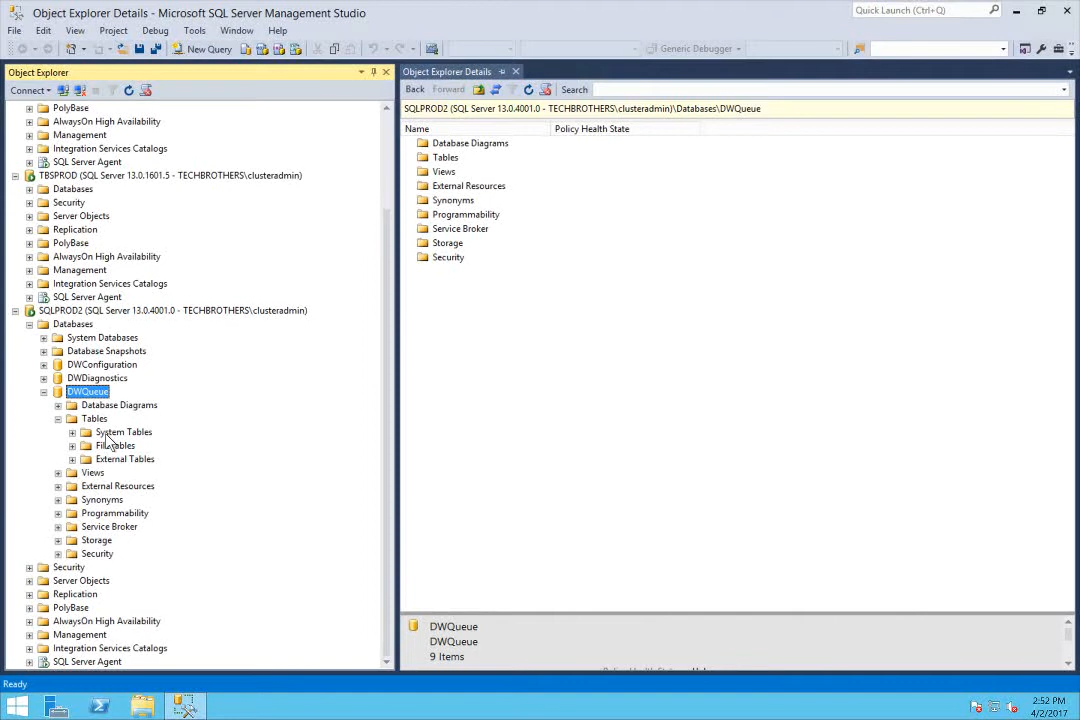 Object Explorer Details - Microsoft SQL Server Management Studio
Quick Launch (Ctrl+Q)
File Edit View Project Debug Tools Window Help
New Query
Generic Debugger
Object Explorer
Connect
PolyBase
AlwaysOn High Availability
Management
Integration Services Catalogs
SQL Server Agent
TBSPROD (SQL Server 13.0.1601.5 - TECHBROTHERS\clusteradmin)
Databases
Security
Server Objects
Replication
PolyBase
AlwaysOn High Availability
Management
Integration Services Catalogs
SQL Server Agent
SQLPROD2 (SQL Server 13.0.4001.0 - TECHBROTHERS\clusteradmin)
Databases
System Databases
Database Snapshots
DWConfiguration
DWDiagnostics
DWQueue
Database Diagrams
Tables
System Tables
FileTables
External Tables
Views
External Resources
Synonyms
Programmability
Service Broker
Storage
Security
Security
Server Objects
Replication
PolyBase
AlwaysOn High Availability
Management
Integration Services Catalogs
SQL Server Agent
Object Explorer Details
Back Forward Search
SQLPROD2 (SQL Server 13.0.4001.0 - TECHBROTHERS\clusteradmin)\Databases\DWQueue
Name Policy Health State
Database Diagrams
Tables
Views
External Resources
Synonyms
Programmability
Service Broker
Storage
Security
DWQueue
DWQueue
9 Items
Ready
2:52 PM
4/2/2017